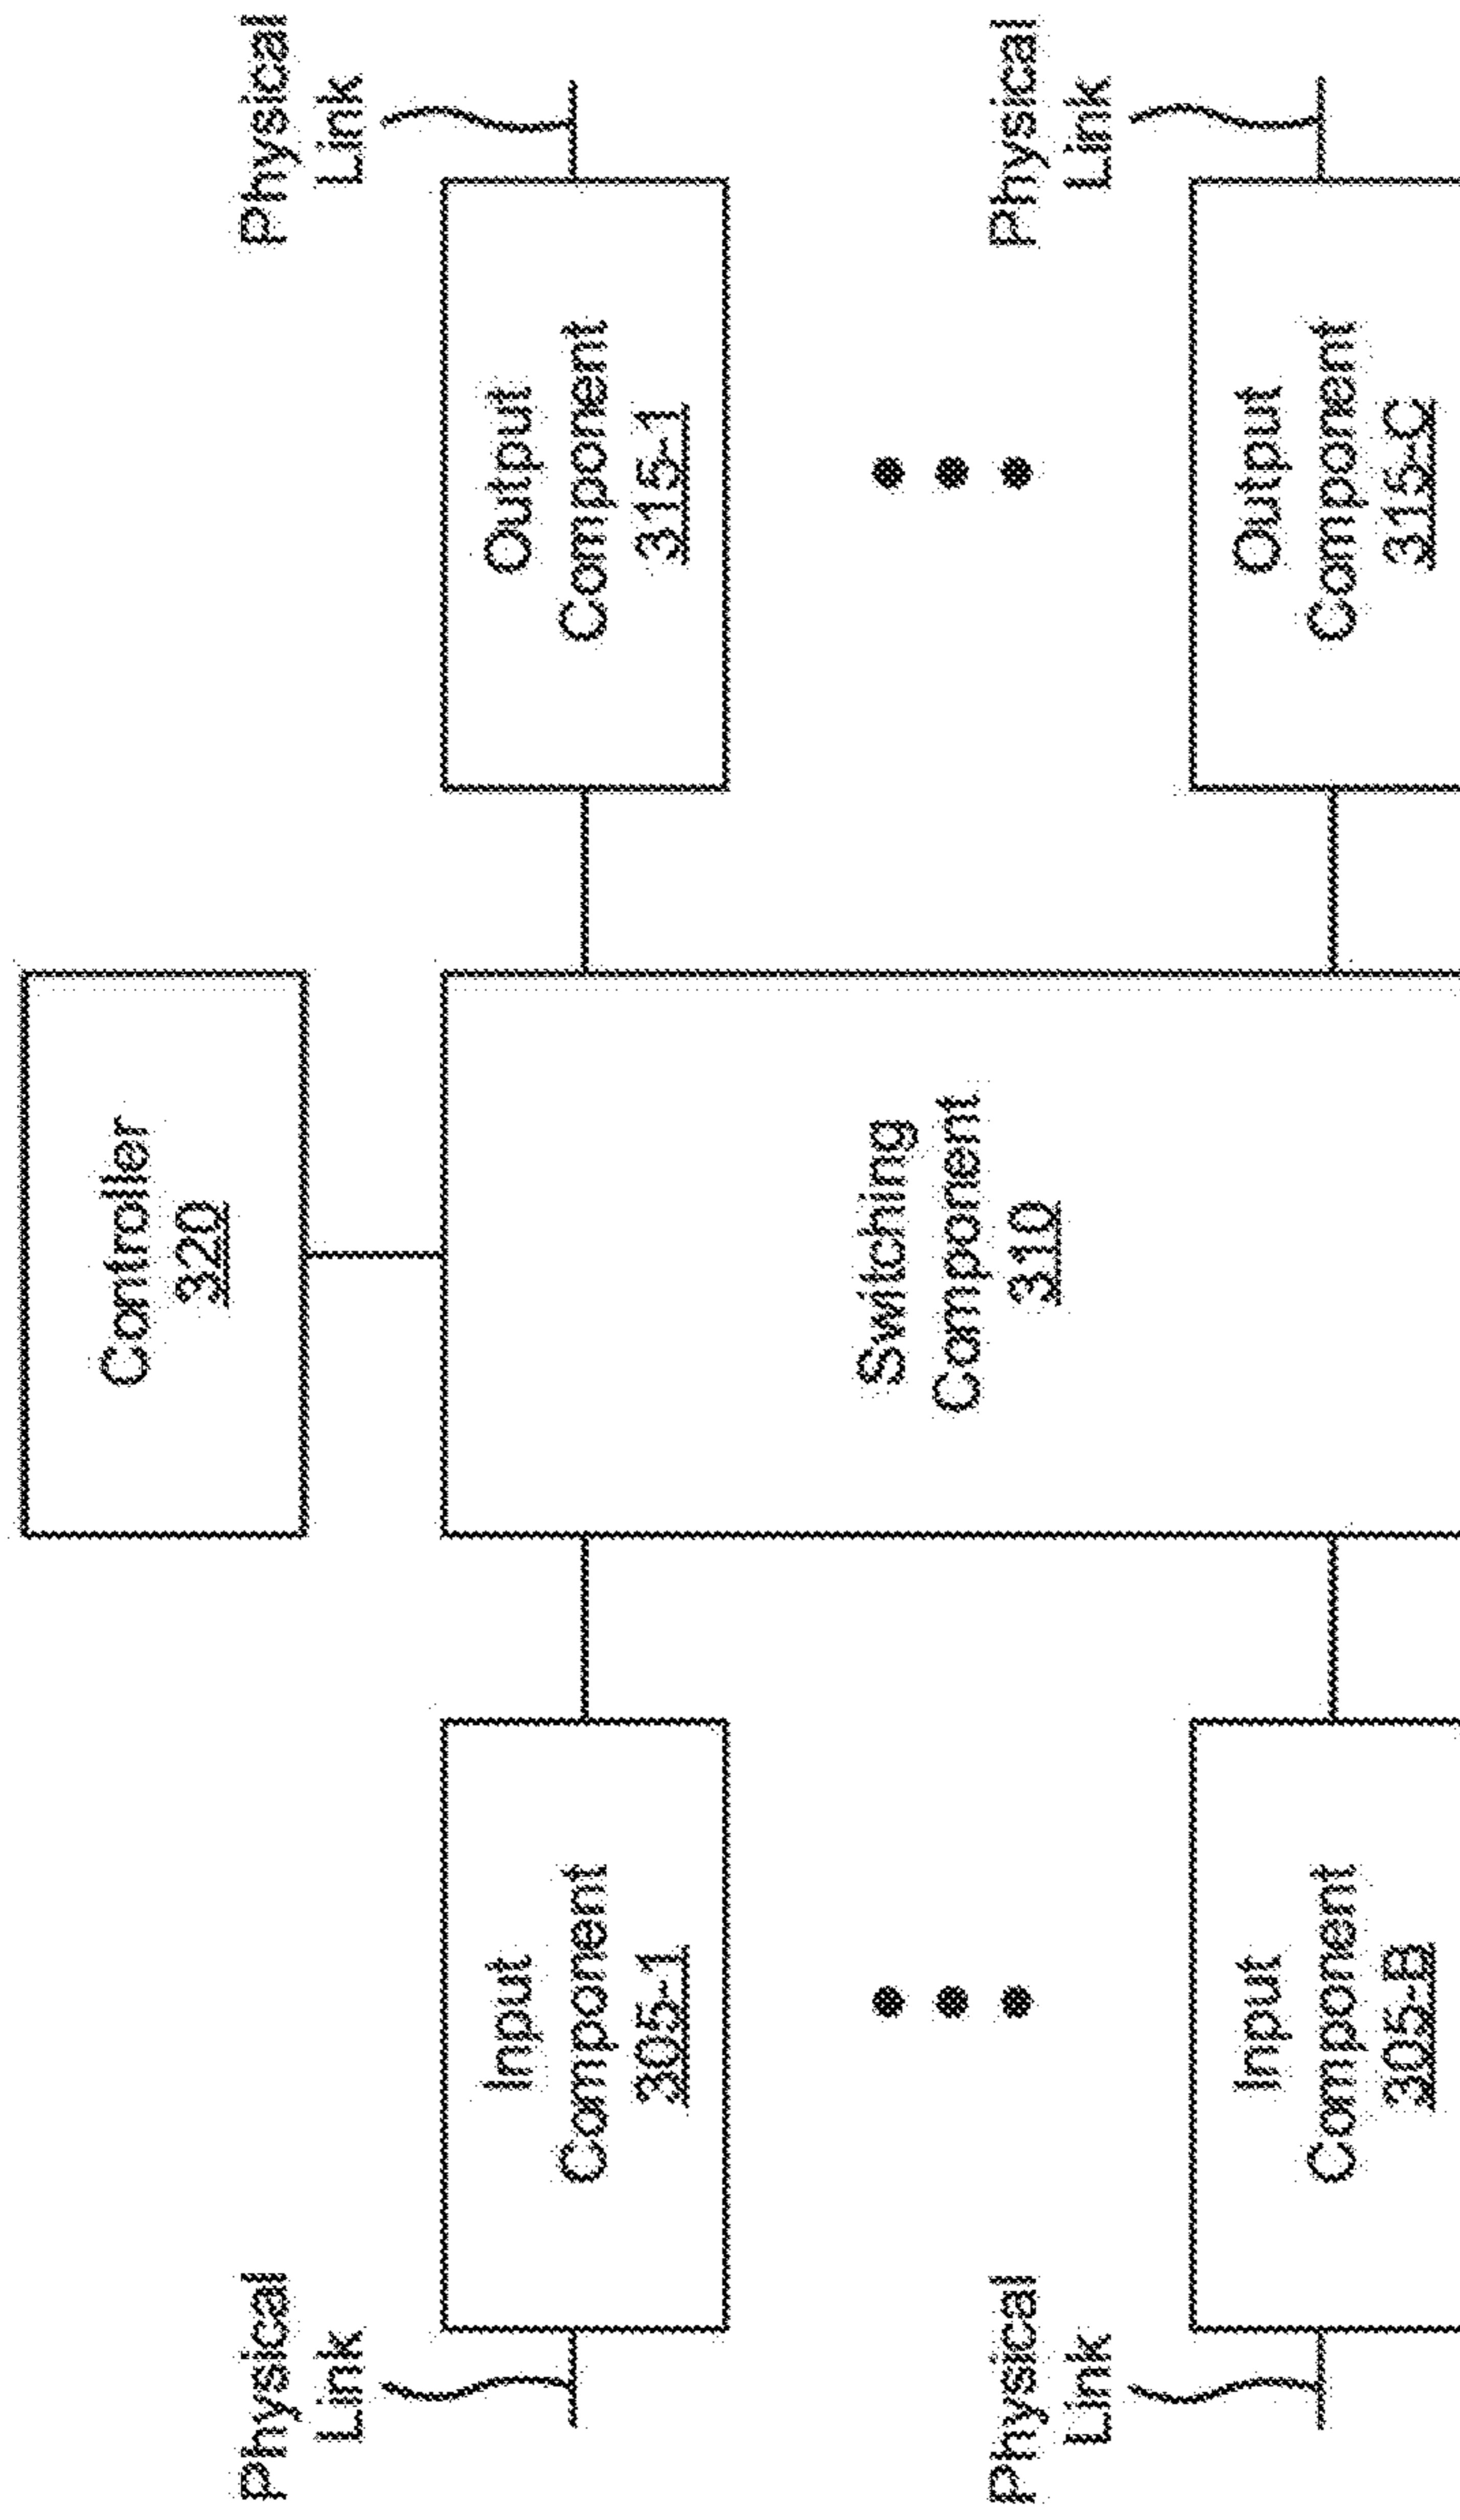 Controller
320
Physical
Link
Input
Component
305-1
Switching
Component
310
Output
Component
315-1
Physical
Link
Physical
Link
Input
Component
305-B
Output
Component
315-C
Physical
Link